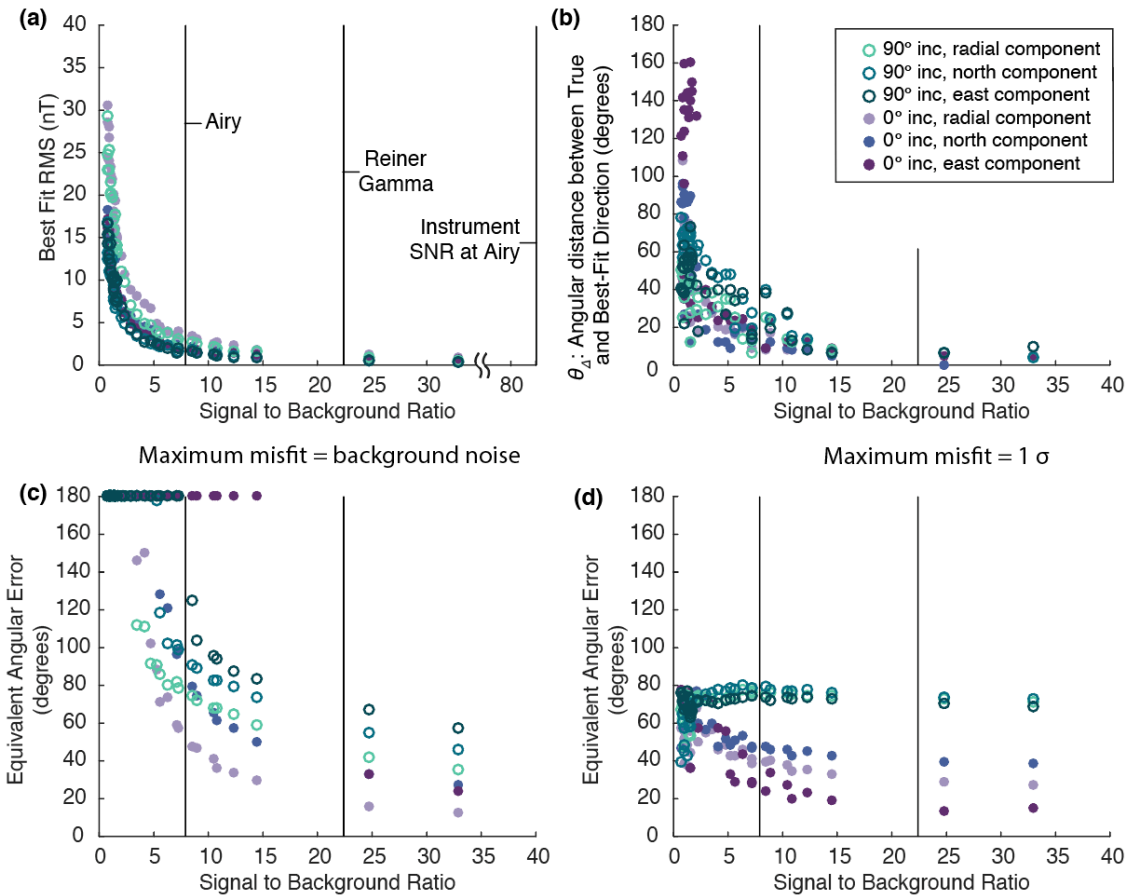 (a)
Best Fit RMS (nT)
40
35
30
25
20
15
10
5
0
Airy
Reiner
Gamma
Instrument
SNR at Airy
0 5 10 15 20 25 30 80
Signal to Background Ratio
(b)
θΔ: Angular distance between True
and Best-Fit Direction (degrees)
180
160
140
120
100
80
60
40
20
0
90° inc, radial component
90° inc, north component
90° inc, east component
0° inc, radial component
0° inc, north component
0° inc, east component
0 5 10 15 20 25 30 35 40
Signal to Background Ratio
Maximum misfit = background noise
(c)
Equivalent Angular Error
(degrees)
180
160
140
120
100
80
60
40
20
0
0 5 10 15 20 25 30 35 40
Signal to Background Ratio
Maximum misfit = 1 σ
(d)
Equivalent Angular Error
(degrees)
180
160
140
120
100
80
60
40
20
0
0 5 10 15 20 25 30 35 40
Signal to Background Ratio